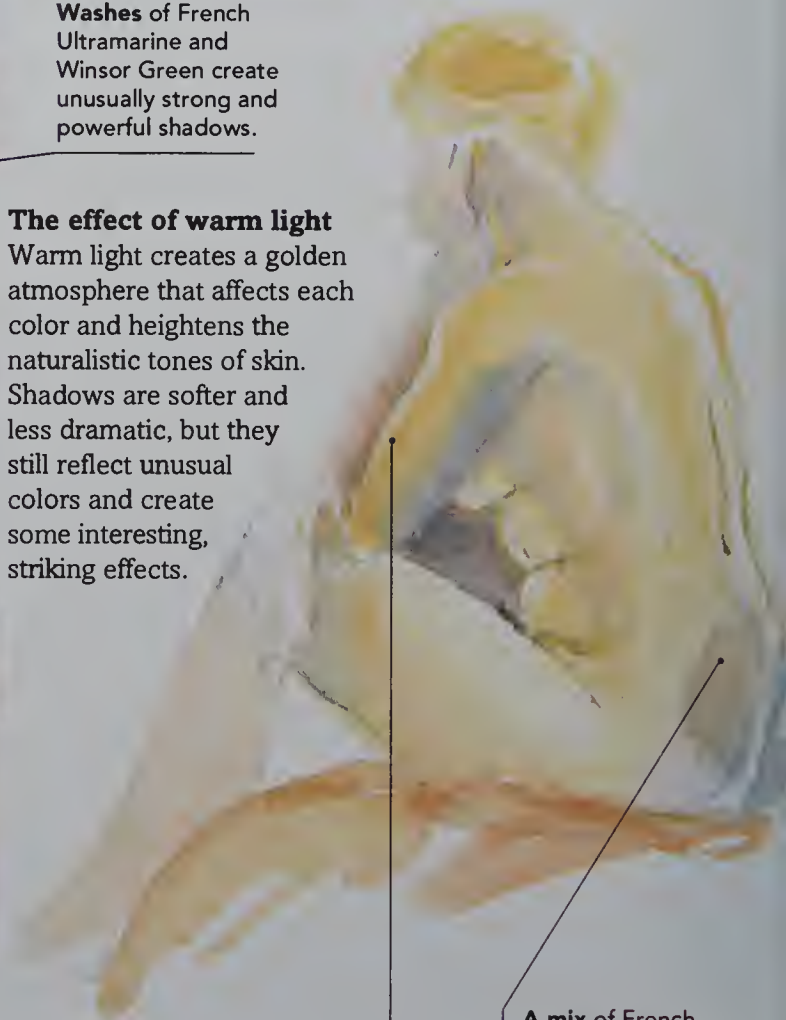 Washes of French
Ultramarine and
Winsor Green create
unusually strong and
powerful shadows.
The effect of warm light
Warm light creates a golden
atmosphere that affects each
color and heightens the
naturalistic tones of skin.
Shadows are softer and
less dramatic, but they
still reflect unusual
colors and create
some interesting,
striking effects.
A mix of French